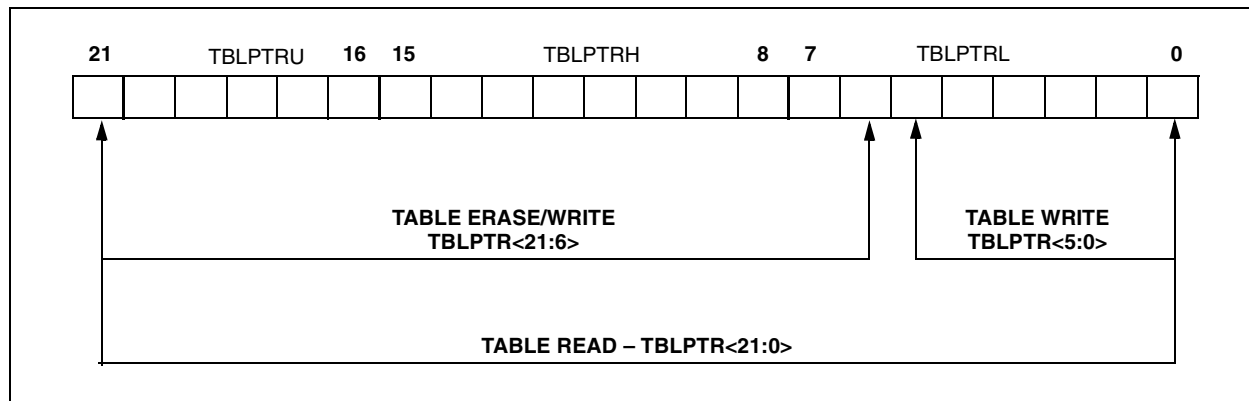 21 TBLPTRU 16 15 TBLPTRH 8 7 TBLPTRL 0
TABLE ERASE/WRITE
TBLPTR<21:6>
TABLE WRITE
TBLPTR<5:0>
TABLE READ – TBLPTR<21:0>